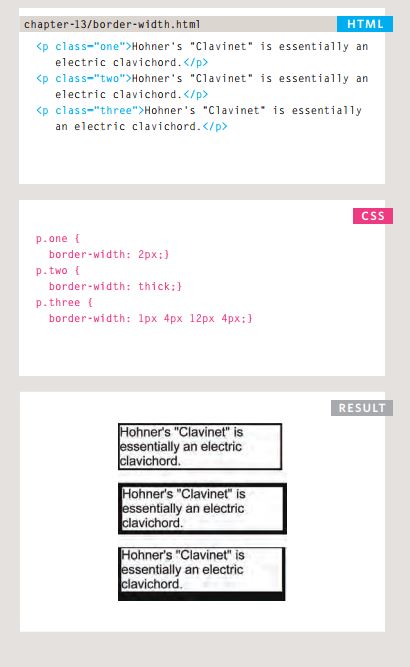 chapter-13/border-width.html
HTML
<p class="one">Hohner's "Clavinet" is essentially an
electric clavichord.</p>
<p class="two">Hohner's "Clavinet" is essentially an
electric clavichord.</p>
<p class="three">Hohner's "Clavinet" is essentially
an electric clavichord.</p>
CSS
p.one {
border-width: 2px;}
p.two {
border-width: thick;}
p.three {
border-width: 1px 4px 12px 4px;}
RESULT
Hohner's "Clavinet" is
essentially an electric
clavichord.
Hohner's "Clavinet" is
essentially an electric
clavichord.
Hohner's "Clavinet" is
essentially an electric
clavichord.